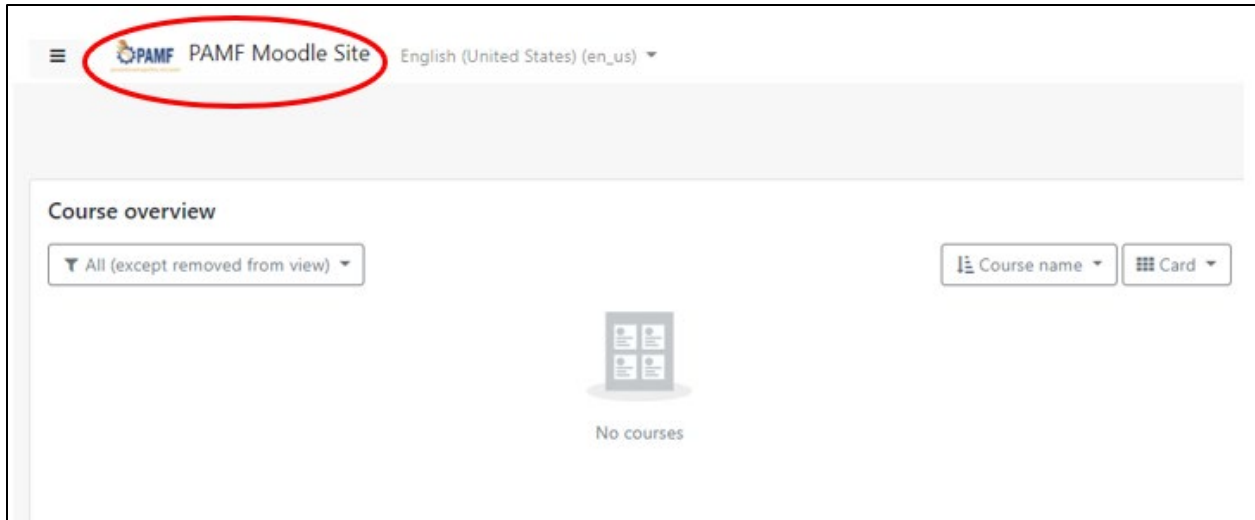 PAMF PAMF Moodle Site English (United States) (en_us)
Course overview
All (except removed from view) Course name Card
No courses